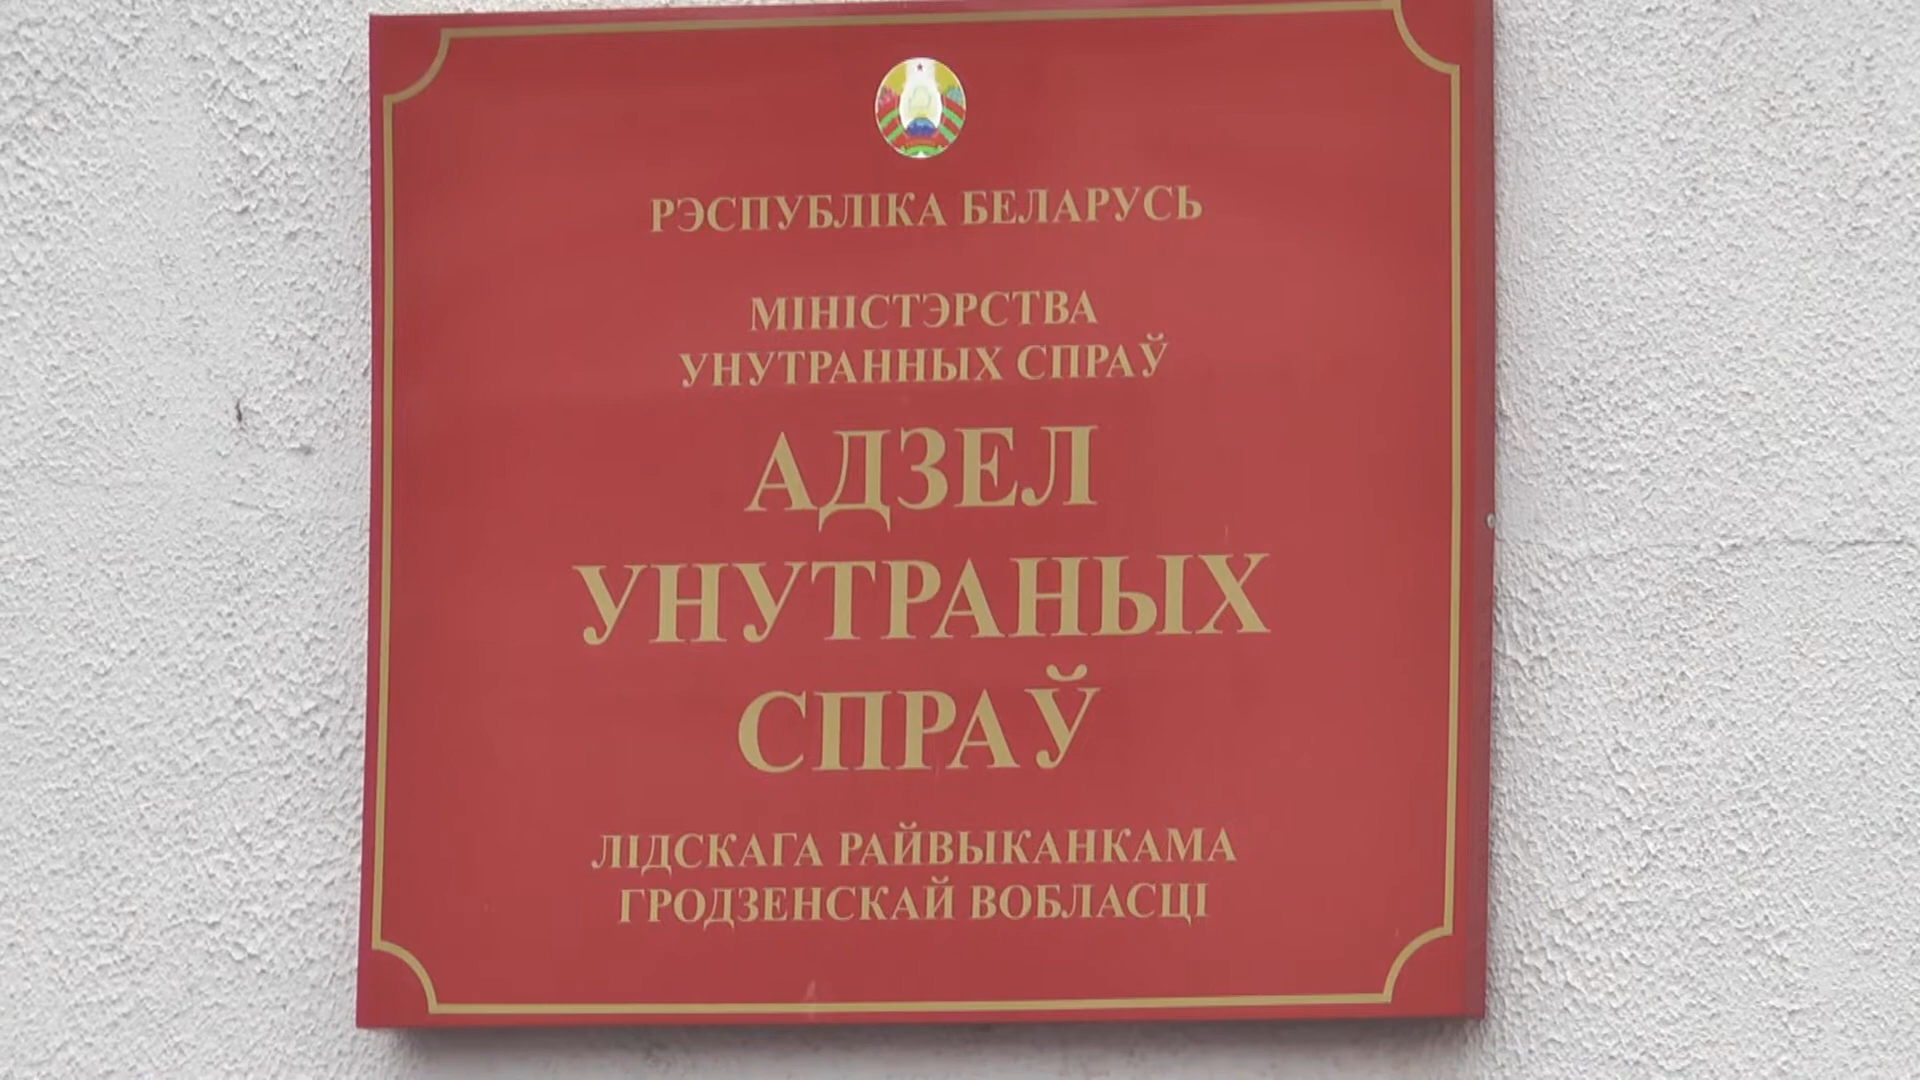 РЭСПУБЛІКА БЕЛАРУСЬ
МІНІСТЭРСТВА
УНУТРАННЫХ СПРАЎ
АДЗЕЛ
УНУТРАНЫХ
СПРАЎ
ЛІДСКАГА РАЙВЫКАНКАМА
ГРОДЗЕНСКАЙ ВОБЛАСЦІ